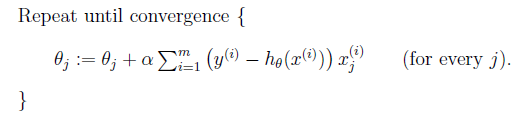 Repeat until convergence {
θ_j := θ_j + α ∑_{i=1}^{m} (y^{(i)} − h_θ(x^{(i)})) x_j^{(i)} (for every j).
}